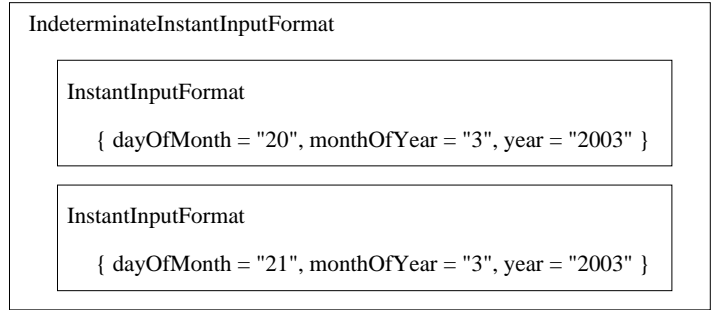 IndeterminateInstantInputFormat
InstantInputFormat
{ dayOfMonth = "20", monthOfYear = "3", year = "2003" }
InstantInputFormat
{ dayOfMonth = "21", monthOfYear = "3", year = "2003" }